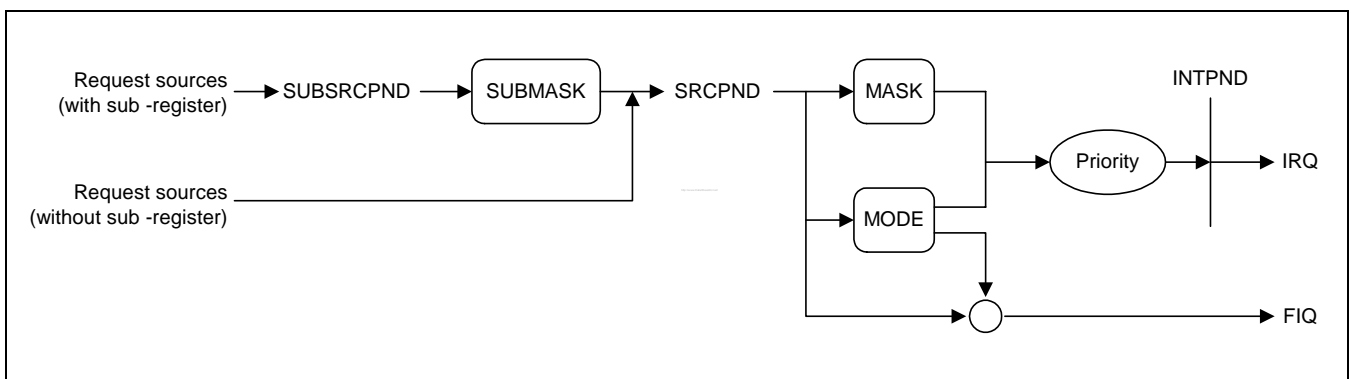 Request sources
(with sub -register)
SUBSRCPND
SUBMASK
SRCPND
MASK
INTPND
Priority
IRQ
Request sources
(without sub -register)
MODE
FIQ